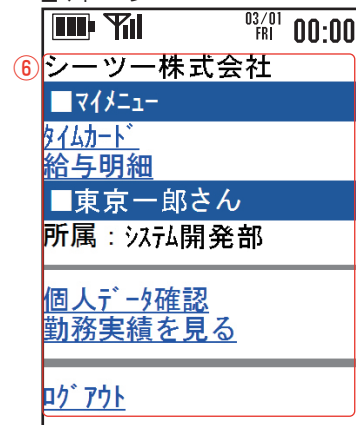 03/01
FRI 00:00
⑥シーツー株式会社
■ﾏｲﾒﾆｭｰ
ﾀｲﾑｶｰﾄﾞ
給与明細
■東京一郎さん
所属：ｼｽﾃﾑ開発部
個人ﾃﾞｰﾀ確認
勤務実績を見る
ﾛｸﾞｱｳﾄ